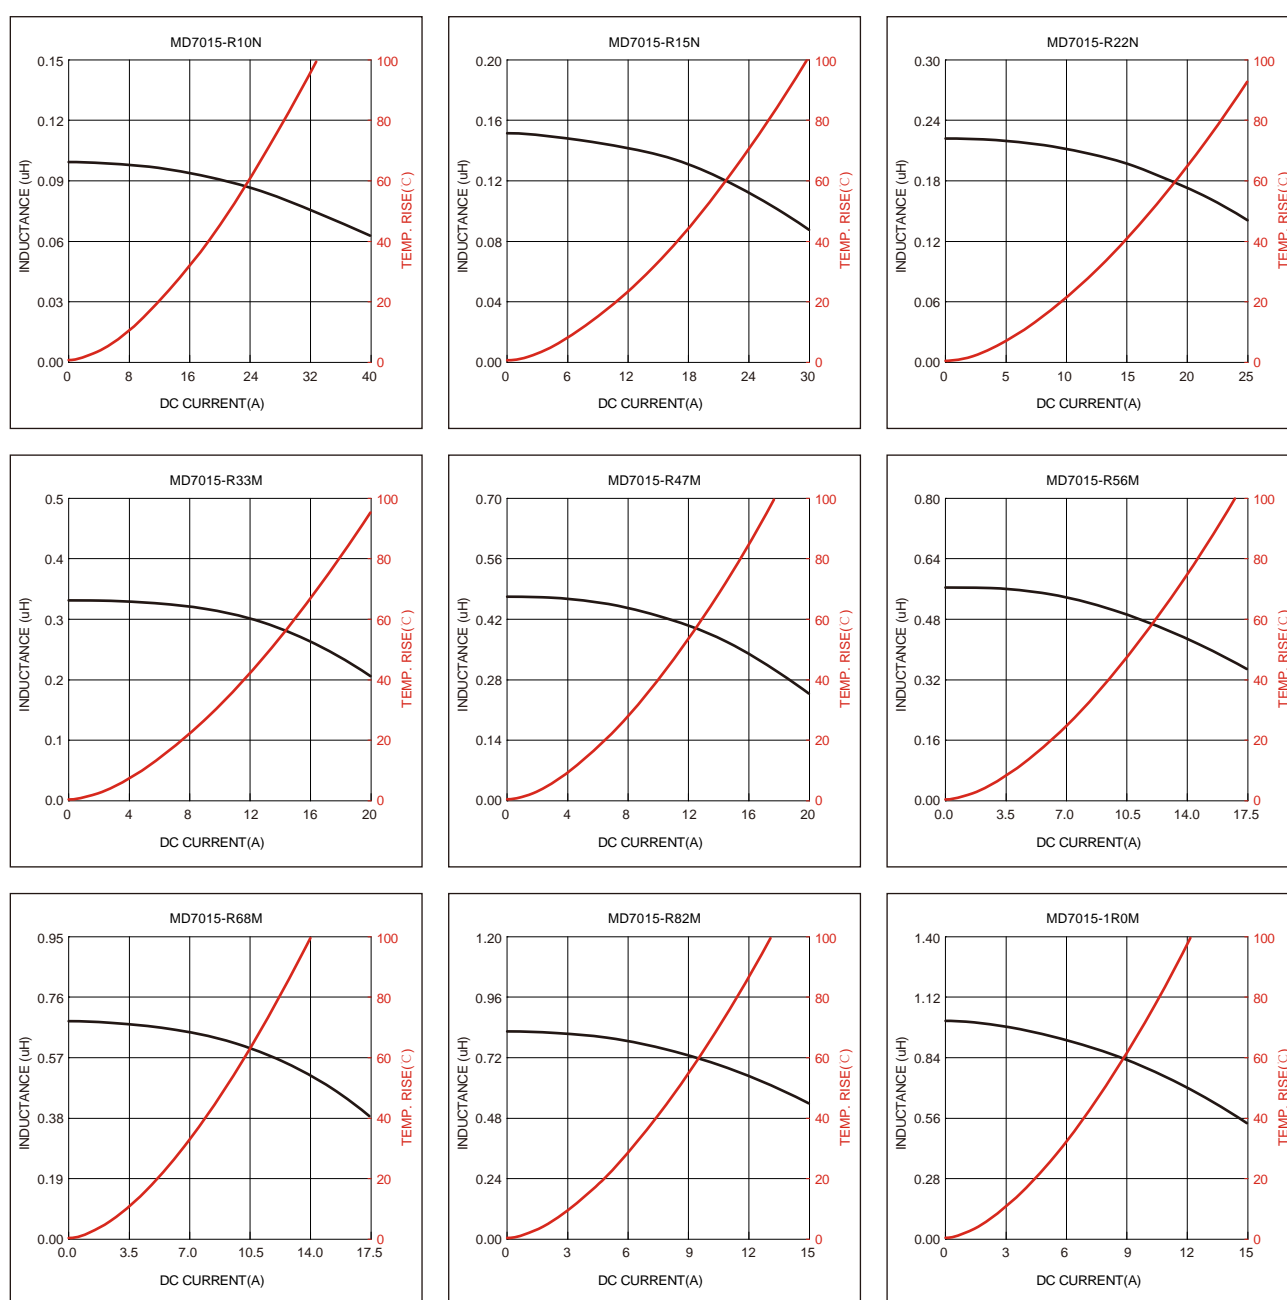 MD7015-R10N
0.15
0.12
0.09
0.06
0.03
0.00
INDUCTANCE (uH)
100
80
60
40
20
0
TEMP. RISE(℃)
0 8 16 24 32 40
DC CURRENT(A)
MD7015-R15N
0.20
0.16
0.12
0.08
0.04
0.00
INDUCTANCE (uH)
100
80
60
40
20
0
TEMP. RISE(℃)
0 6 12 18 24 30
DC CURRENT(A)
MD7015-R22N
0.30
0.24
0.18
0.12
0.06
0.00
INDUCTANCE (uH)
100
80
60
40
20
0
TEMP. RISE(℃)
0 5 10 15 20 25
DC CURRENT(A)
MD7015-R33M
0.5
0.4
0.3
0.2
0.1
0.0
INDUCTANCE (uH)
100
80
60
40
20
0
TEMP. RISE(℃)
0 4 8 12 16 20
DC CURRENT(A)
MD7015-R47M
0.70
0.56
0.42
0.28
0.14
0.00
INDUCTANCE (uH)
100
80
60
40
20
0
TEMP. RISE(℃)
0 4 8 12 16 20
DC CURRENT(A)
MD7015-R56M
0.80
0.64
0.48
0.32
0.16
0.00
INDUCTANCE (uH)
100
80
60
40
20
0
TEMP. RISE(℃)
0.0 3.5 7.0 10.5 14.0 17.5
DC CURRENT(A)
MD7015-R68M
0.95
0.76
0.57
0.38
0.19
0.00
INDUCTANCE (uH)
100
80
60
40
20
0
TEMP. RISE(℃)
0.0 3.5 7.0 10.5 14.0 17.5
DC CURRENT(A)
MD7015-R82M
1.20
0.96
0.72
0.48
0.24
0.00
INDUCTANCE (uH)
100
80
60
40
20
0
TEMP. RISE(℃)
0 3 6 9 12 15
DC CURRENT(A)
MD7015-1R0M
1.40
1.12
0.84
0.56
0.28
0.00
INDUCTANCE (uH)
100
80
60
40
20
0
TEMP. RISE(℃)
0 3 6 9 12 15
DC CURRENT(A)